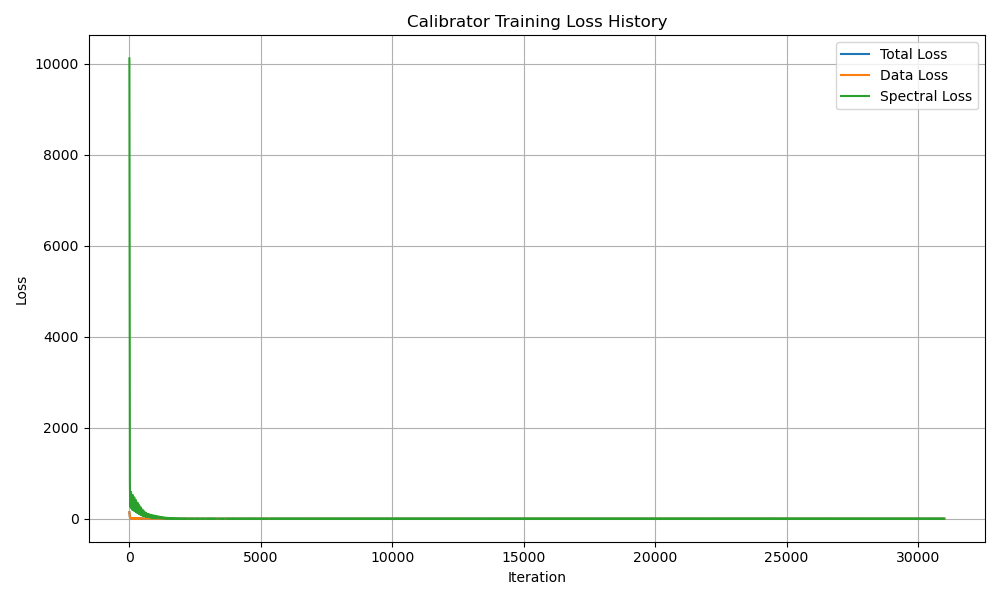 Calibrator Training Loss History
Total Loss
Data Loss
Spectral Loss
10000
8000
6000
4000
2000
0
Loss
0 5000 10000 15000 20000 25000 30000
Iteration